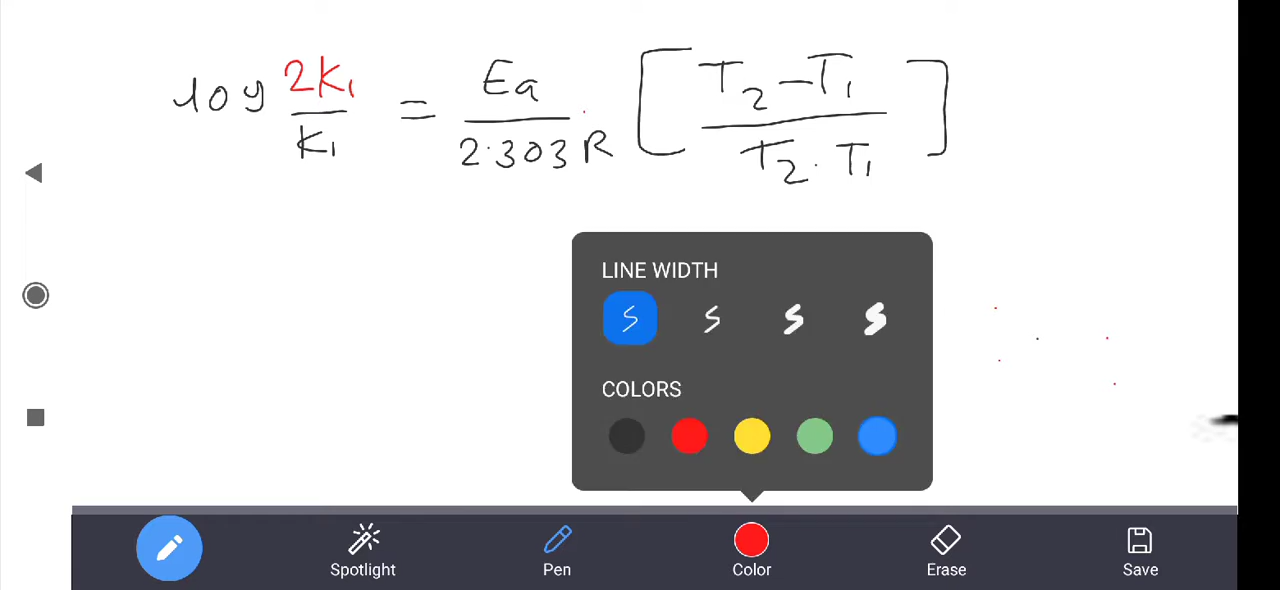 log 2K₁/K₁ = Ea/2.303R [T₂-T₁/T₂.T₁]
LINE WIDTH
COLORS
Spotlight Pen Color Erase Save